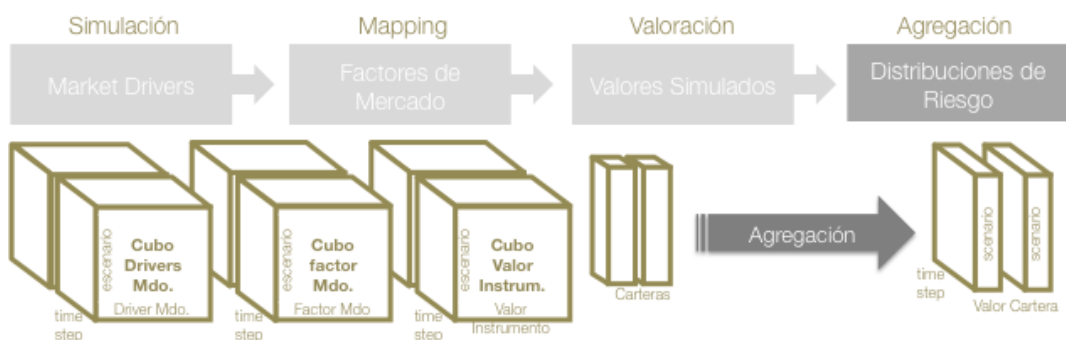 Simulación
Mapping
Valoración
Agregación
Market Drivers
Factores de
Mercado
Valores Simulados
Distribuciones de
Riesgo
escenario
Cubo
Drivers
Mdo.
Driver Mdo.
time
step
escenario
Cubo
factor
Mdo.
Factor Mdo
time
step
escenario
Cubo
Valor
Instrum.
Valor
Instrumento
time
step
Carteras
Agregación
time
step
scenario
scenario
Valor Cartera